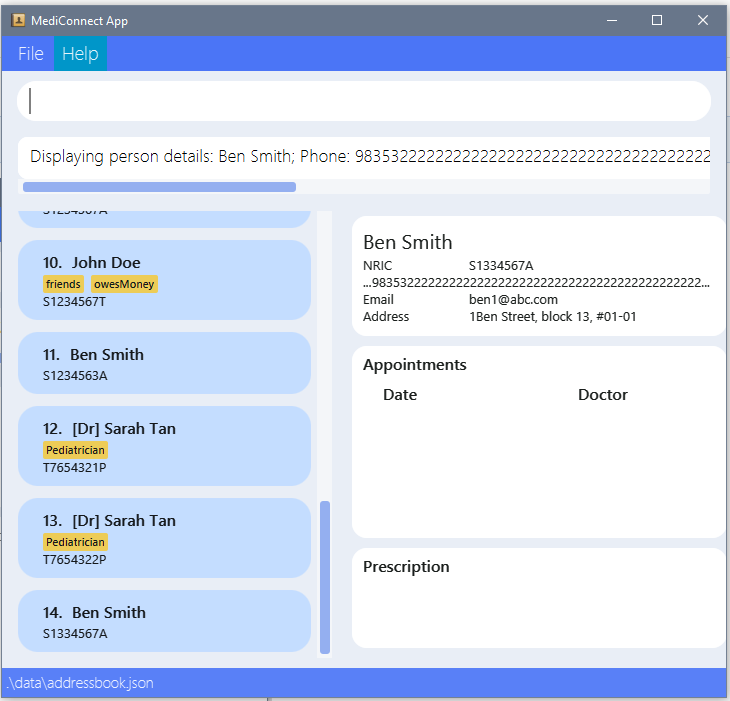 MediConnect App
File Help
Displaying person details: Ben Smith; Phone:
10. John Doe
friends owesMoney
S1234567T
11. Ben Smith
S1234563A
12. [Dr] Sarah Tan
Pediatrician
T7654321P
13. [Dr] Sarah Tan
Pediatrician
T7654322P
14. Ben Smith
S1334567A
Ben Smith
NRIC S1334567A
Email ben1@abc.com
Address 1Ben Street, block 13, #01-01
Appointments
Date Doctor
Prescription
.\data\addressbook.json